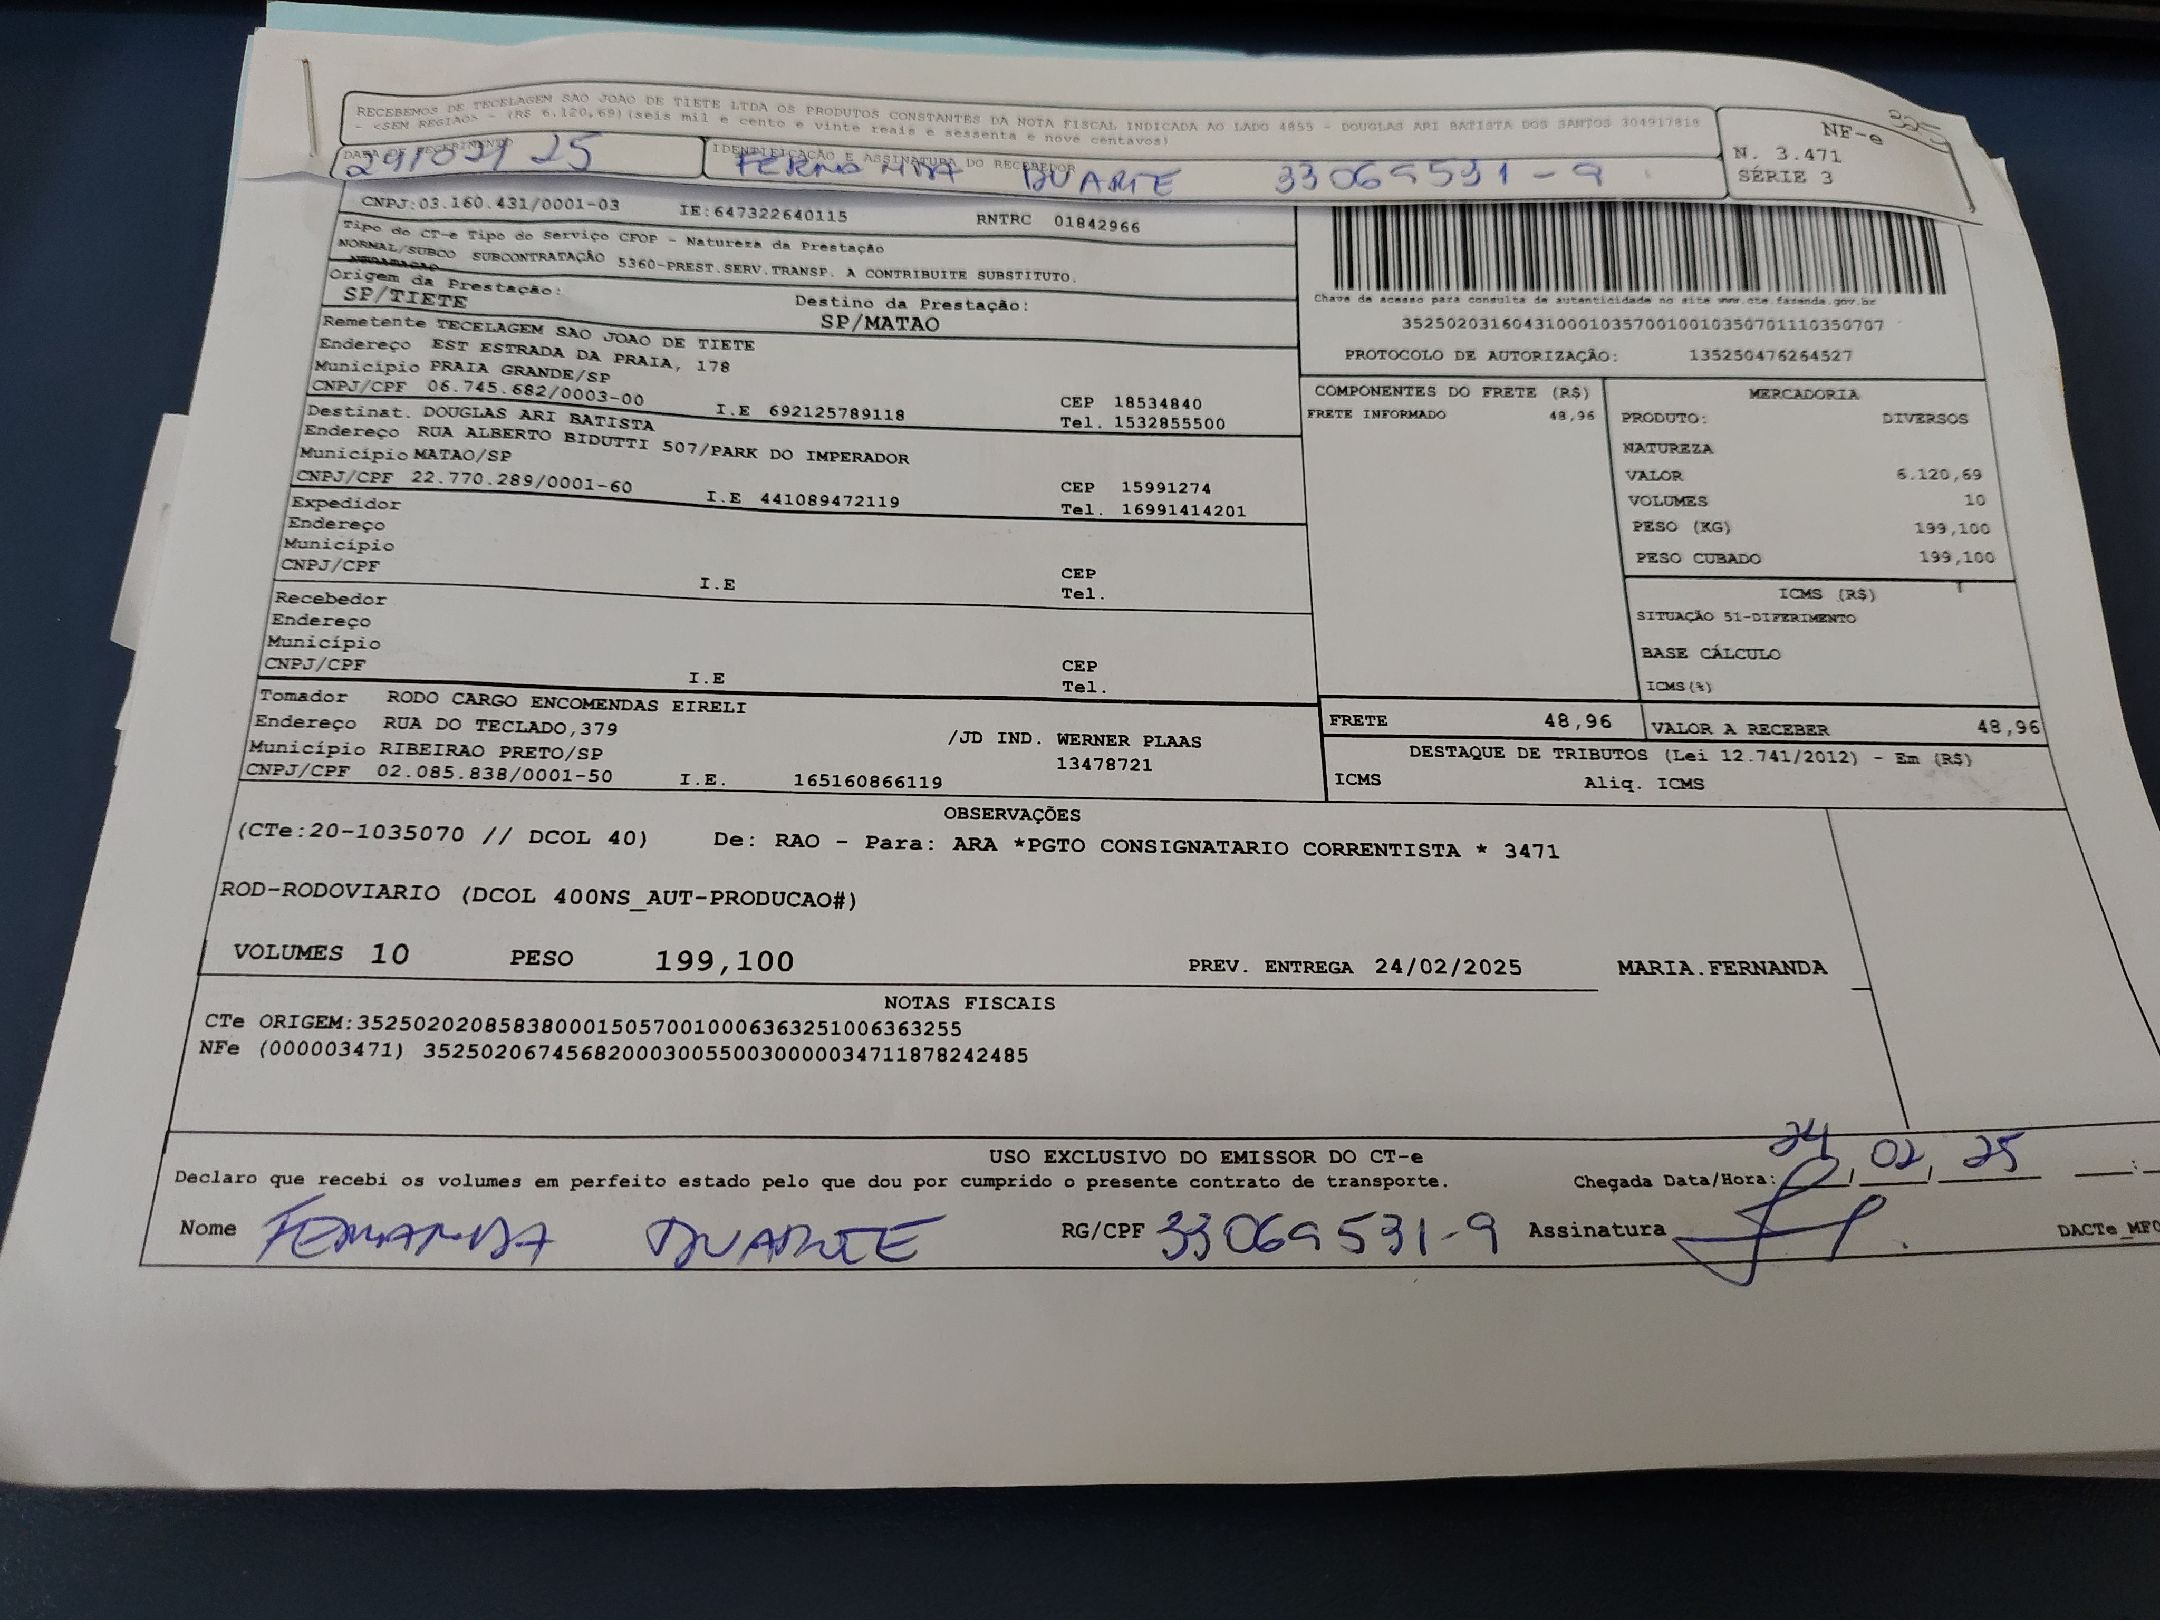 RECEBEMOS DE TECELAGEM SAO JOAO DE TIETE LTDA OS PRODUTOS CONSTANTES DA NOTA FISCAL INDICADA AO LADO 4855 - DOUGLAS ARI BATISTA DOS SANTOS 304917818
- <SEM REGIAO> - (R$ 6.120,69)(seis mil e cento e vinte reais e sessenta e nove centavos)
NF-e
N. 3.471
SÉRIE 3
DATA DE RECEBIMENTO
IDENTIFICAÇÃO E ASSINATURA DO RECEBEDOR
FERNANDA DUARTE 33069531-9
CNPJ:03.160.431/0001-03 IE:647322640115 RNTRC 01842966
Tipo do CT-e Tipo do Serviço CFOP - Natureza da Prestação
NORMAL/SUBCO SUBCONTRATAÇÃO 5360-PREST.SERV.TRANSP. A CONTRIBUITE SUBSTITUTO.
Origem da Prestação: Destino da Prestação:
SP/TIETE SP/MATAO
Chave de acesso para consulta de autenticidade no site www.cte.fazenda.gov.br
35250203160431000103570010010350701110350707
PROTOCOLO DE AUTORIZAÇÃO: 135250476264527
Remetente TECELAGEM SAO JOAO DE TIETE
Endereço EST ESTRADA DA PRAIA, 178
Município PRAIA GRANDE/SP CEP 18534840
CNPJ/CPF 06.745.682/0003-00 I.E 692125789118 Tel. 1532855500
Destinat. DOUGLAS ARI BATISTA
Endereço RUA ALBERTO BIDUTTI 507/PARK DO IMPERADOR
Município MATAO/SP CEP 15991274
CNPJ/CPF 22.770.289/0001-60 I.E 441089472119 Tel. 16991414201
Expedidor
Endereço
Município CEP
CNPJ/CPF I.E Tel.
Recebedor
Endereço
Município CEP
CNPJ/CPF I.E Tel.
Tomador RODO CARGO ENCOMENDAS EIRELI
Endereço RUA DO TECLADO,379 /JD IND. WERNER PLAAS
Município RIBEIRAO PRETO/SP 13478721
CNPJ/CPF 02.085.838/0001-50 I.E. 165160866119
COMPONENTES DO FRETE (R$)
FRETE INFORMADO 48,96
MERCADORIA
PRODUTO: DIVERSOS
NATUREZA
VALOR 6.120,69
VOLUMES 10
PESO (KG) 199,100
PESO CUBADO 199,100
ICMS (R$)
SITUAÇÃO 51-DIFERIMENTO
BASE CÁLCULO
ICMS(%)
FRETE 48,96 VALOR A RECEBER 48,96
DESTAQUE DE TRIBUTOS (Lei 12.741/2012) - Em (R$)
ICMS Aliq. ICMS
OBSERVAÇÕES
(CTe:20-1035070 // DCOL 40) De: RAO - Para: ARA *PGTO CONSIGNATARIO CORRENTISTA * 3471
ROD-RODOVIARIO (DCOL 400NS_AUT-PRODUCAO#)
VOLUMES 10 PESO 199,100 PREV. ENTREGA 24/02/2025 MARIA.FERNANDA
NOTAS FISCAIS
CTe ORIGEM:35250202085838000150570010006363251006363255
NFe (000003471) 35250206745682000300550030000034711878242485
USO EXCLUSIVO DO EMISSOR DO CT-e
Declaro que recebi os volumes em perfeito estado pelo que dou por cumprido o presente contrato de transporte. Chegada Data/Hora: 24/02/25
Nome FERNANDA DUARTE RG/CPF 33069531-9 Assinatura